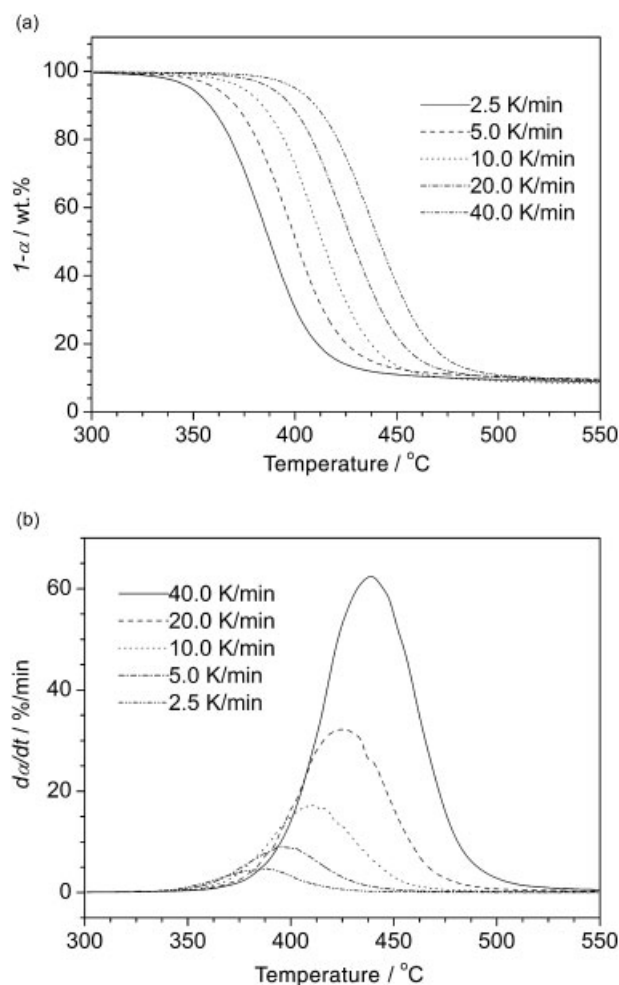 (a)
100
80
60
40
20
0
1-α / wt.%
2.5 K/min
5.0 K/min
10.0 K/min
20.0 K/min
40.0 K/min
300 350 400 450 500 550
Temperature / °C
(b)
60
40
20
0
dα/dt / %/min
40.0 K/min
20.0 K/min
10.0 K/min
5.0 K/min
2.5 K/min
300 350 400 450 500 550
Temperature / °C